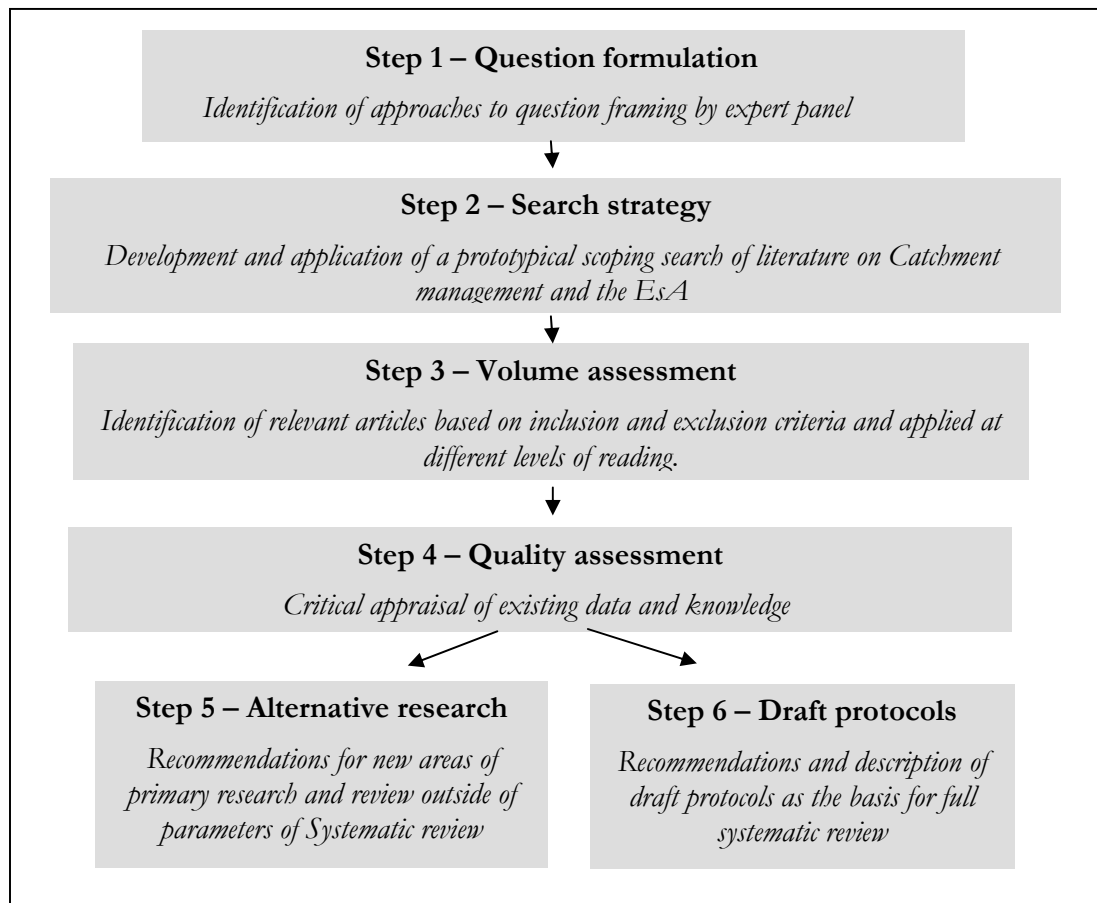 Step 1 – Question formulation
Identification of approaches to question framing by expert panel
Step 2 – Search strategy
Development and application of a prototypical scoping search of literature on Catchment
management and the EsA
Step 3 – Volume assessment
Identification of relevant articles based on inclusion and exclusion criteria and applied at
different levels of reading.
Step 4 – Quality assessment
Critical appraisal of existing data and knowledge
Step 5 – Alternative research
Recommendations for new areas of
primary research and review outside of
parameters of Systematic review
Step 6 – Draft protocols
Recommendations and description of
draft protocols as the basis for full
systematic review